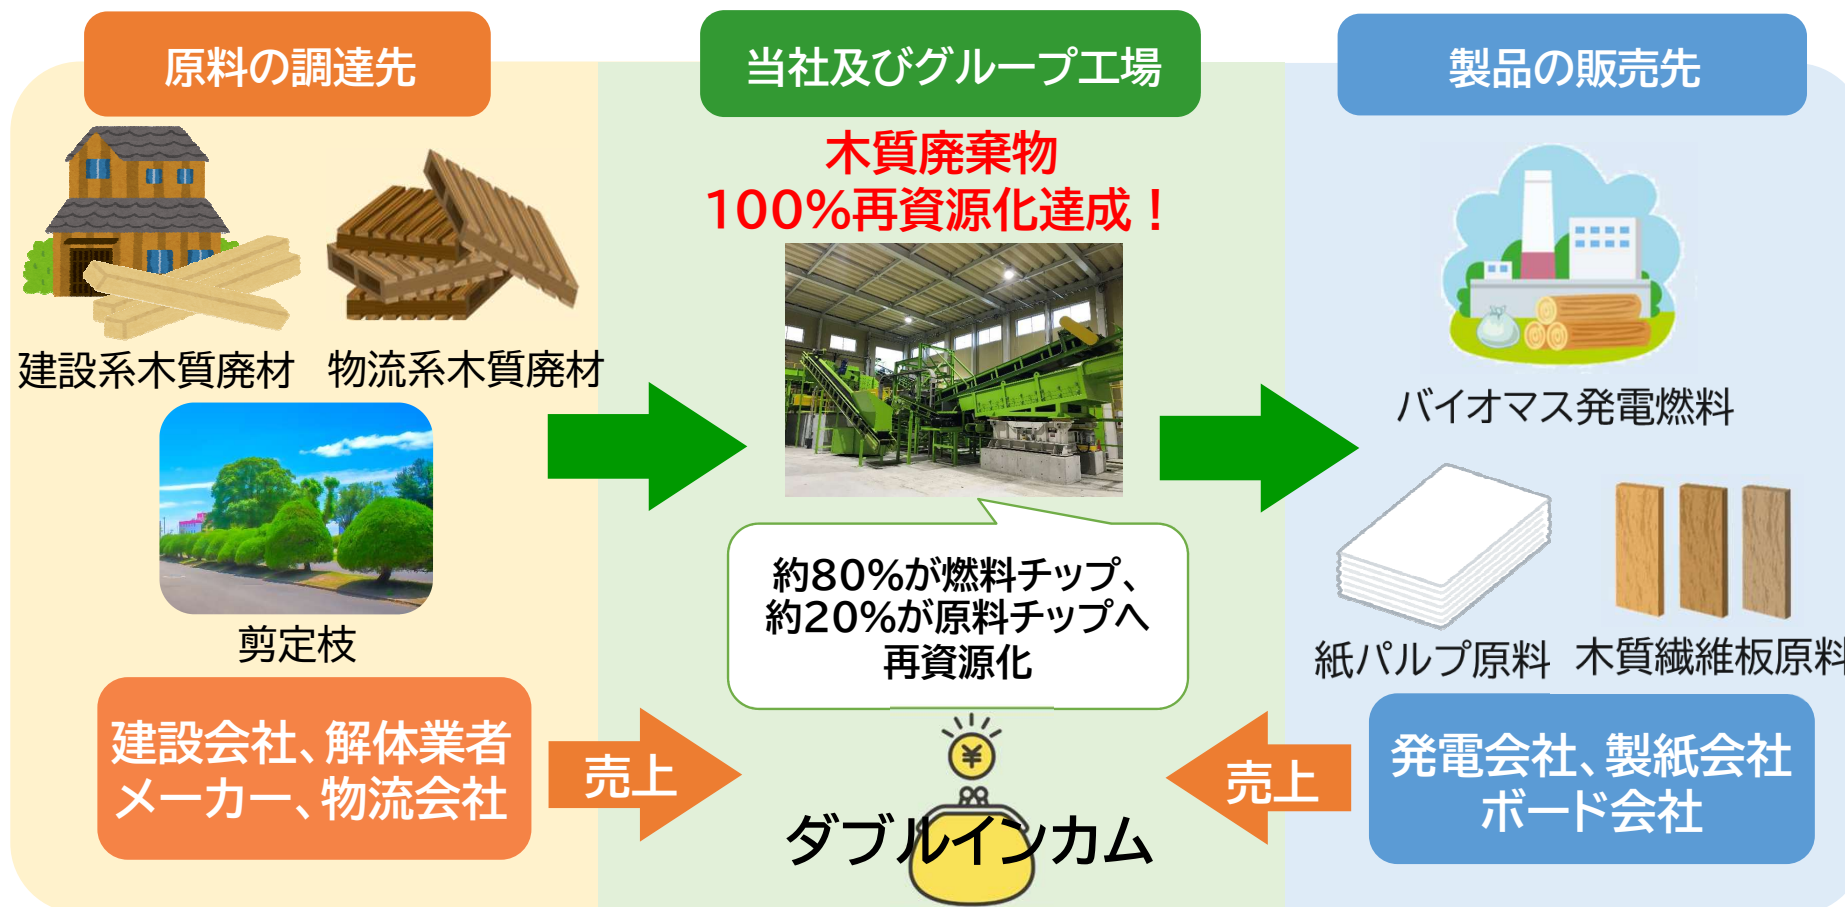 原料の調達先
当社及びグループ工場
製品の販売先
木質廃棄物
100%再資源化達成！
建設系木質廃材
物流系木質廃材
剪定枝
約80%が燃料チップ、
約20%が原料チップへ
再資源化
バイオマス発電燃料
紙パルプ原料
木質繊維板原料
建設会社、解体業者
メーカー、物流会社
売上
¥
ダブルインカム
売上
発電会社、製紙会社
ボード会社